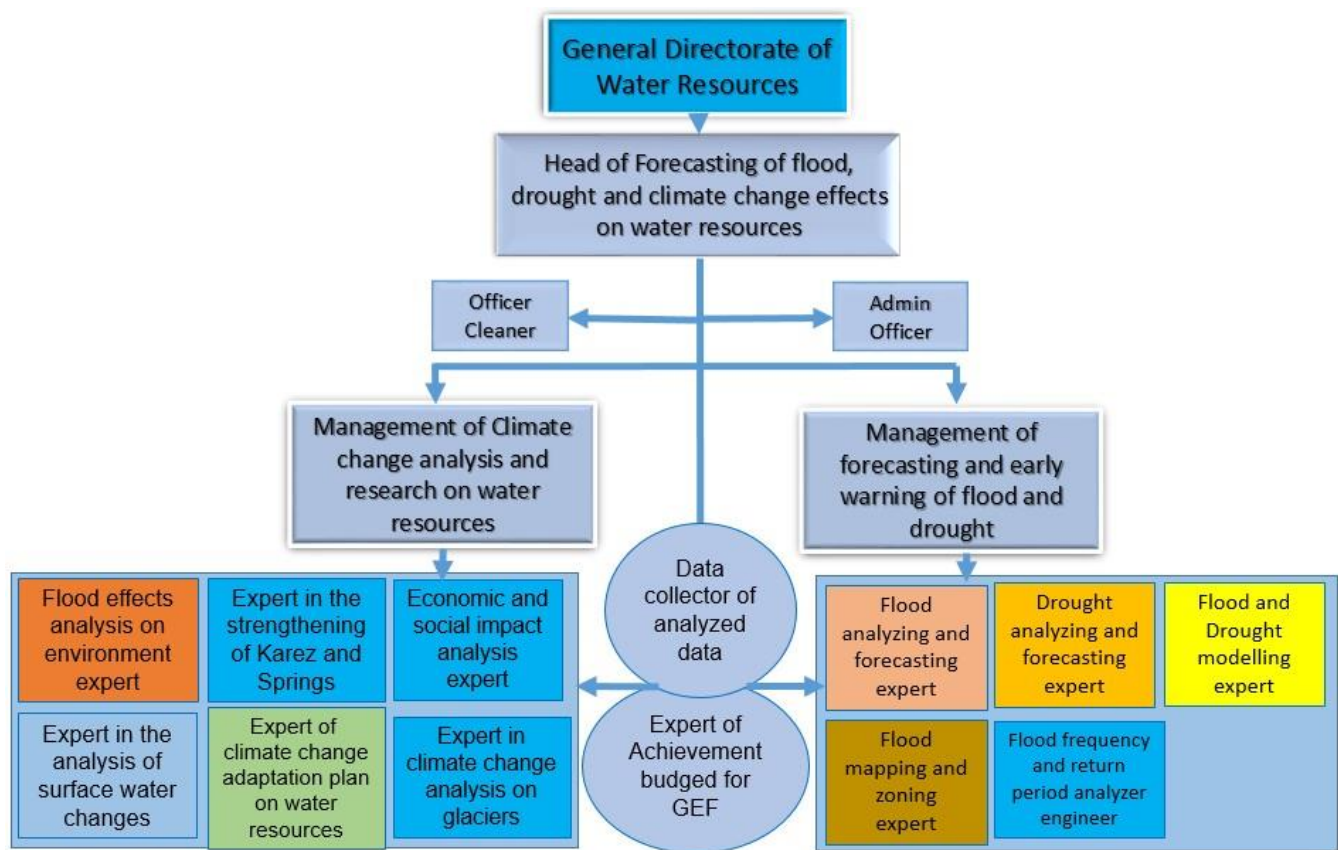 General Directorate of
Water Resources
Head of Forecasting of flood,
drought and climate change effects
on water resources
Officer
Cleaner
Admin
Officer
Management of Climate
change analysis and
research on water
resources
Management of
forecasting and early
warning of flood and
drought
Data
collector of
analyzed
data
Expert of
Achievement
budged for
GEF
Flood effects
analysis on
environment
expert
Expert in the
strengthening
of Karez and
Springs
Economic and
social impact
analysis
expert
Expert in the
analysis of
surface water
changes
Expert of
climate change
adaptation plan
on water
resources
Expert in
climate change
analysis on
glaciers
Flood
analyzing and
forecasting
expert
Drought
analyzing and
forecasting
expert
Flood and
Drought
modelling
expert
Flood
mapping and
zoning
expert
Flood frequency
and return
period analyzer
engineer